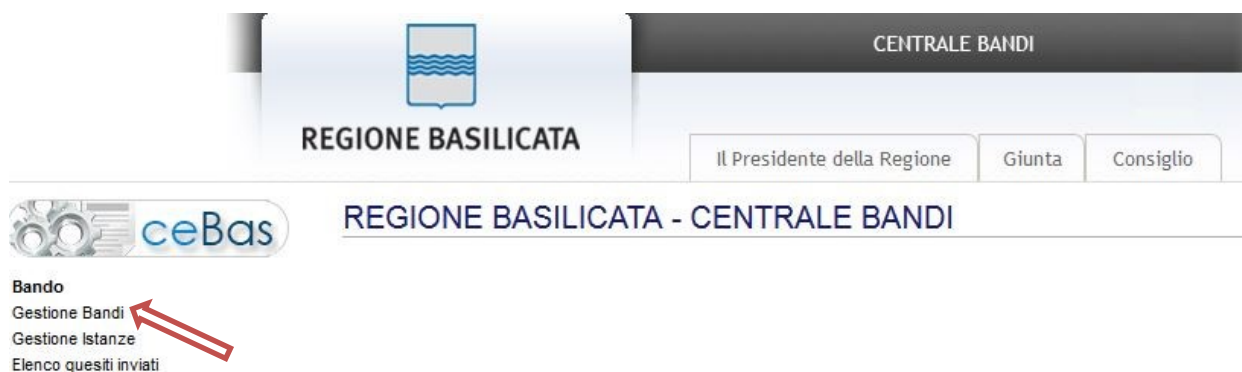 CENTRALE BANDI
REGIONE BASILICATA
Il Presidente della Regione
Giunta
Consiglio
ceBas
REGIONE BASILICATA - CENTRALE BANDI
Bando
Gestione Bandi
Gestione Istanze
Elenco quesiti inviati